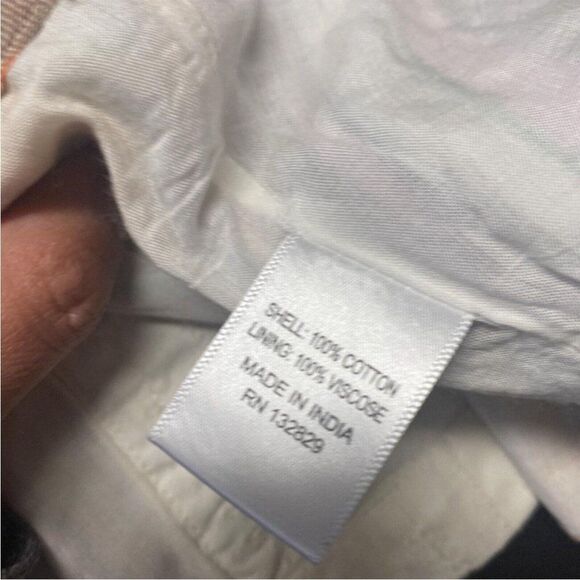 SHELL: 100% COTTON
LINING: 100% VISCOSE
MADE IN INDIA
RN 132829